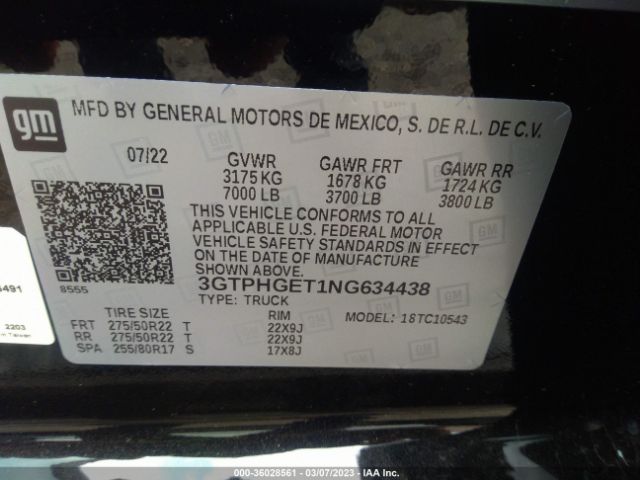 gm
MFD BY GENERAL MOTORS DE MEXICO, S. DE R.L. DE C.V.
07/22 GVWR GAWR FRT GAWR RR
3175 KG 1678 KG 1724 KG
7000 LB 3700 LB 3800 LB
THIS VEHICLE CONFORMS TO ALL
APPLICABLE U.S. FEDERAL MOTOR
VEHICLE SAFETY STANDARDS IN EFFECT
ON THE DATE OF MANUFACTURE
SHOWN ABOVE.
8555 3GTPHGET1NG634438
TYPE: TRUCK
TIRE SIZE RIM MODEL: 18TC10543
FRT 275/50R22 T 22X9J
RR 275/50R22 T 22X9J
SPA 255/80R17 S 17X8J
491
2203
in Taiwan
000-36028561 — 03/07/2023 — IAA Inc.